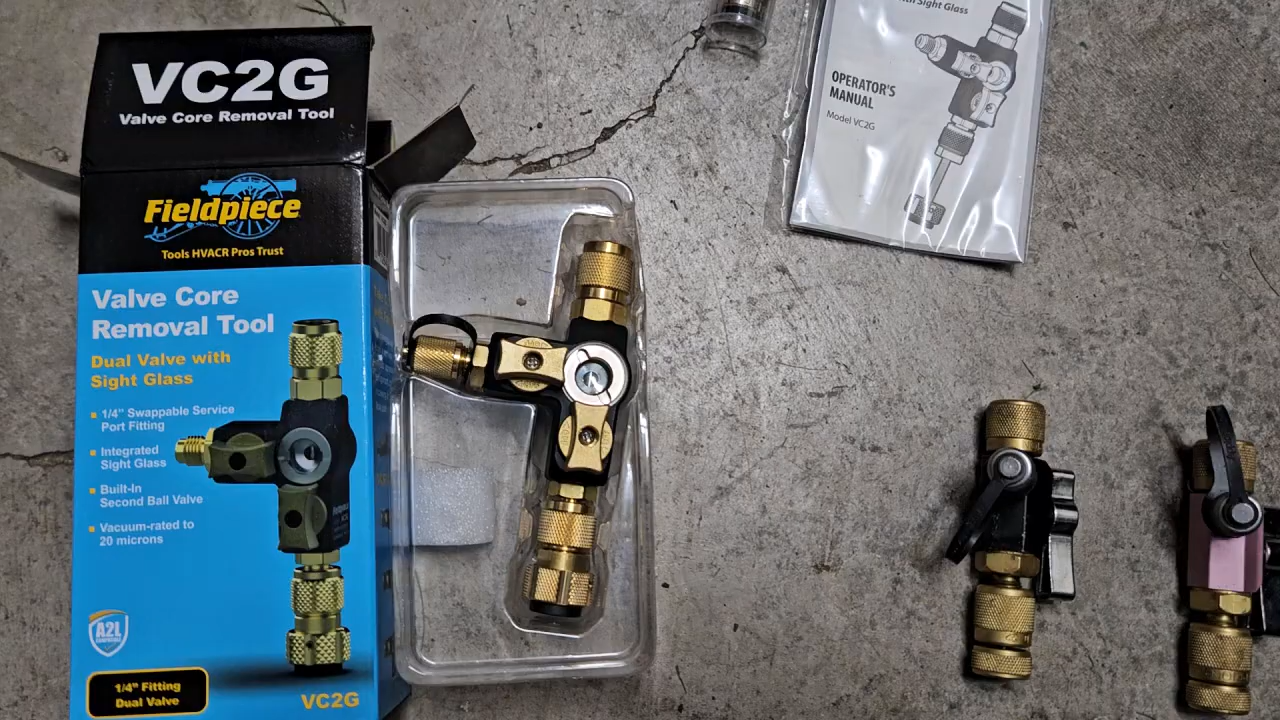 VC2G
Valve Core Removal Tool
Fieldpiece
Tools HVACR Pros Trust
Valve Core
Removal Tool
Dual Valve with
Sight Glass
1/4" Swappable Service
Port Fitting
Integrated
Sight Glass
Built-In
Second Ball Valve
Vacuum-rated to
20 microns
A2L
COMPATIBLE
1/4" Fitting
Dual Valve
VC2G
Sight Glass
OPERATOR'S
MANUAL
Model VC2G